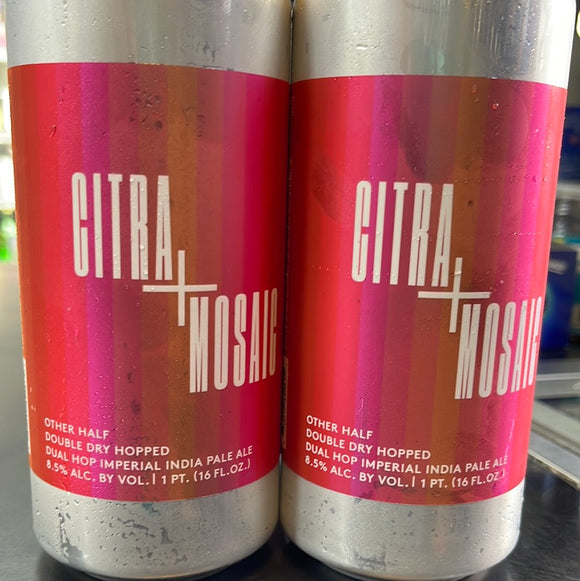 CITRA
+
MOSAIC
OTHER HALF
DOUBLE DRY HOPPED
DUAL HOP IMPERIAL INDIA PALE ALE
8.5% ALC. BY VOL. | 1 PT. (16 FL.OZ.)
CITRA
+
MOSAIC
OTHER HALF
DOUBLE DRY HOPPED
DUAL HOP IMPERIAL INDIA PALE ALE
8.5% ALC. BY VOL. | 1 PT. (16 FL.OZ.)